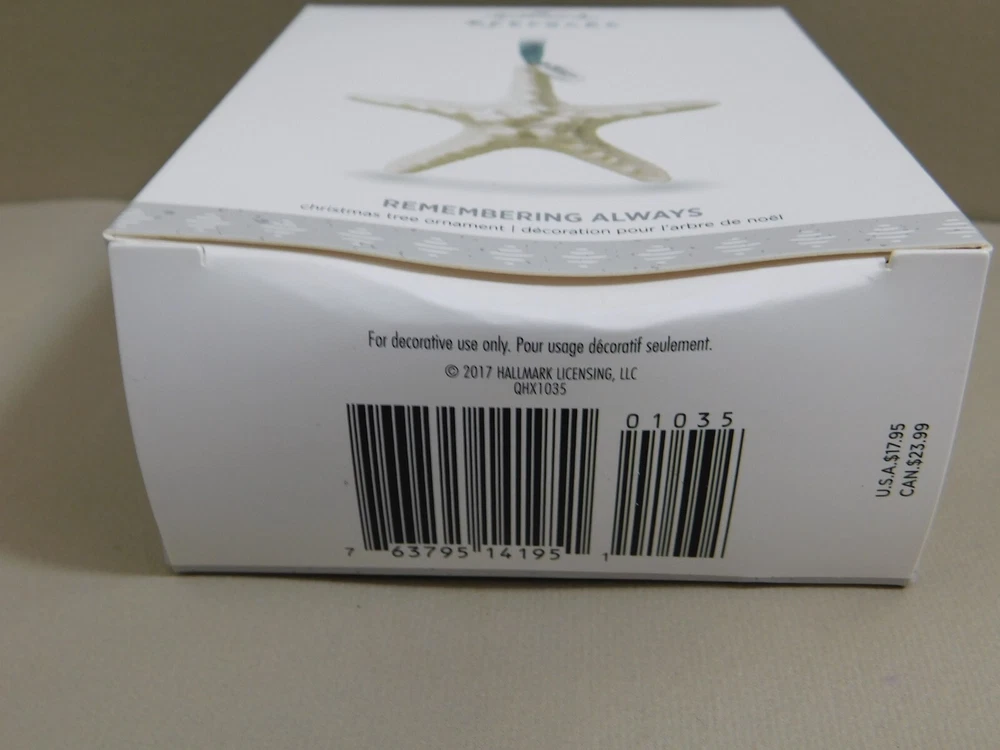 KEEPSAKE
REMEMBERING ALWAYS
christmas tree ornament | décoration pour l'arbre de noël
For decorative use only. Pour usage décoratif seulement.
© 2017 HALLMARK LICENSING, LLC
QHX1035
01035
7 63795 14195 1
U.S.A.$17.95
CAN.$23.99